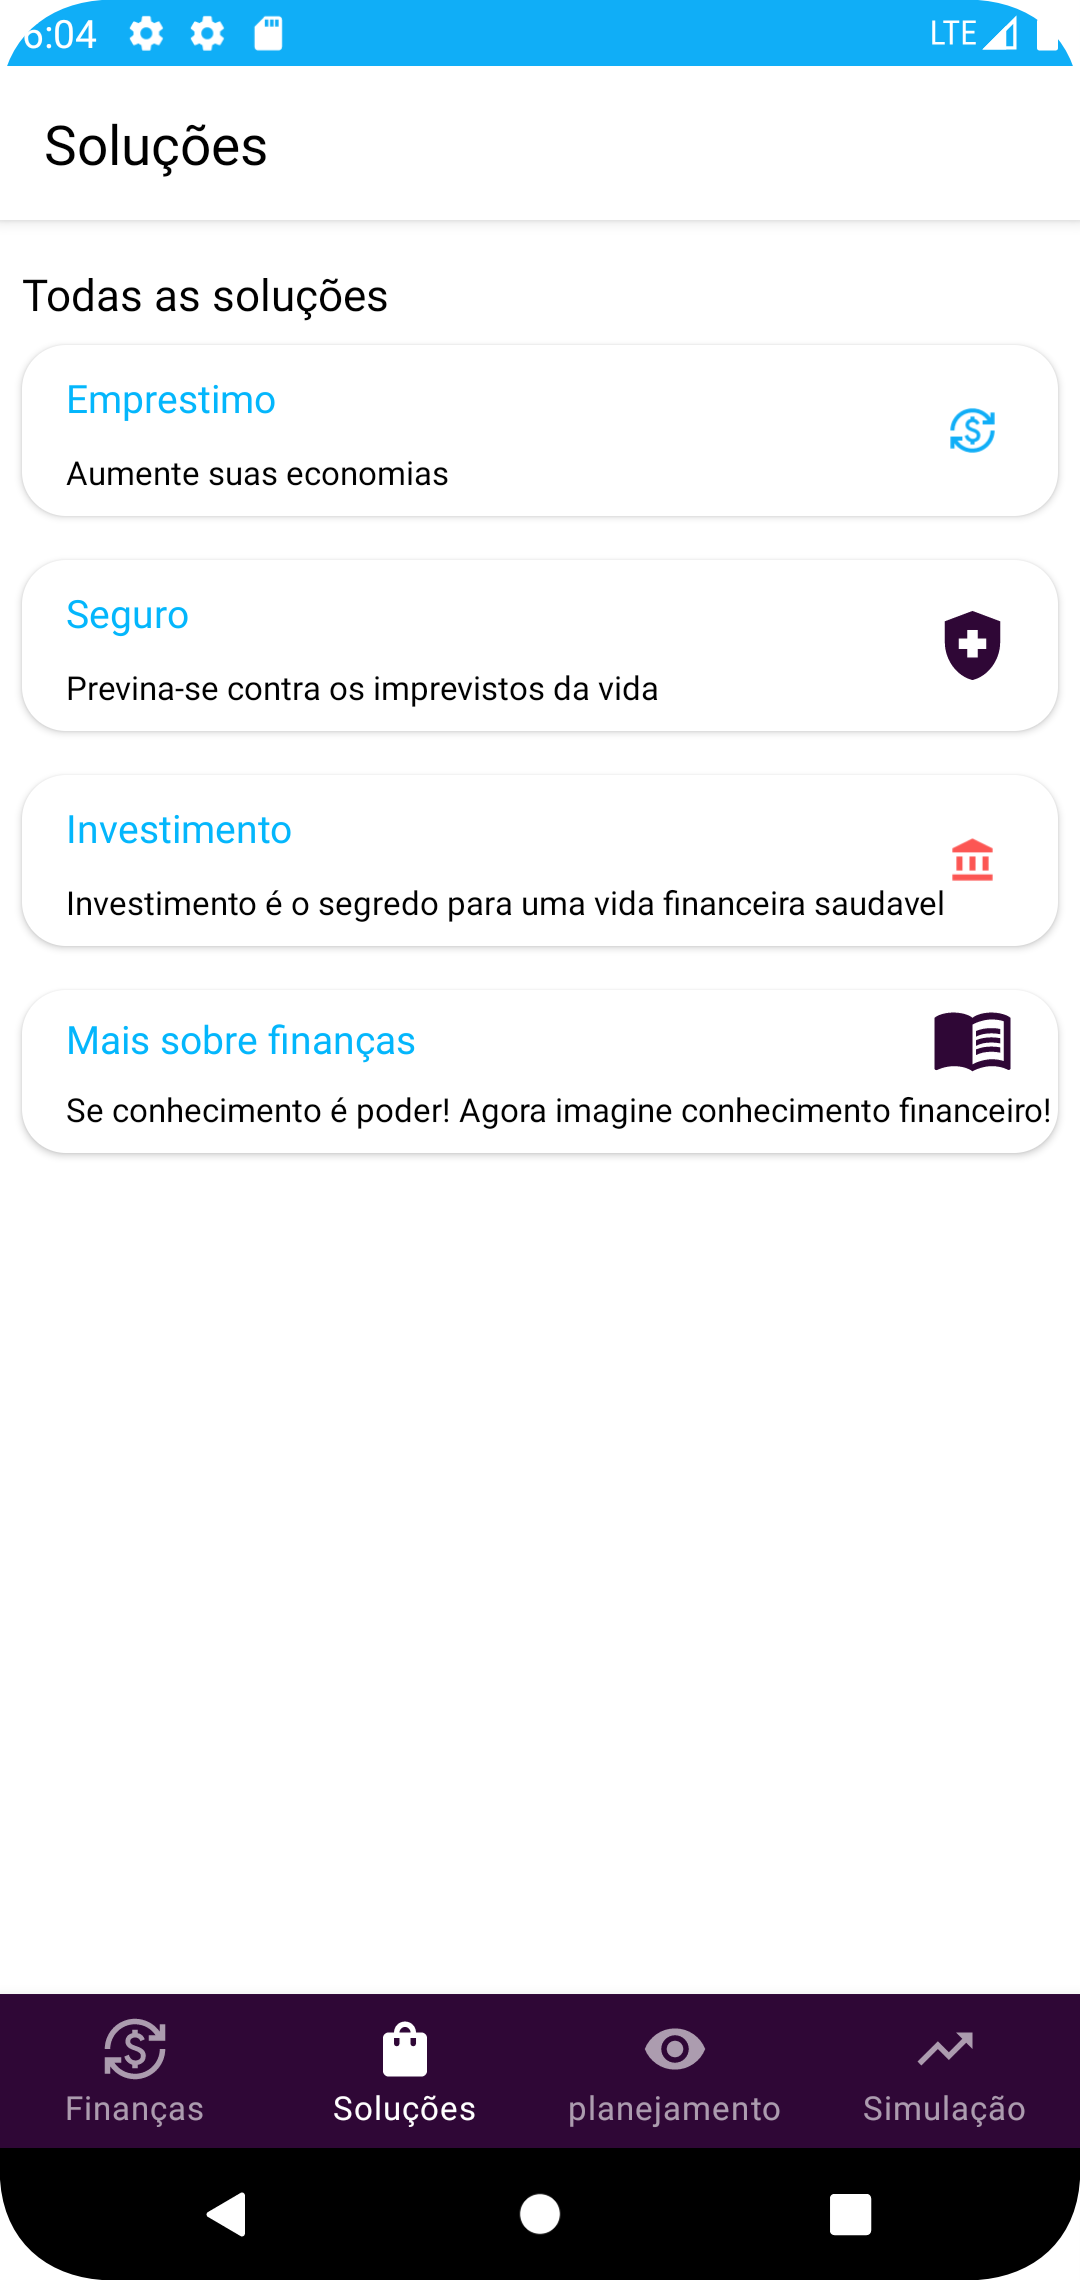 6:04 LTE
Soluções
Todas as soluções
Emprestimo
Aumente suas economias
Seguro
Previna-se contra os imprevistos da vida
Investimento
Investimento é o segredo para uma vida financeira saudavel
Mais sobre finanças
Se conhecimento é poder! Agora imagine conhecimento financeiro!
Finanças Soluções planejamento Simulação